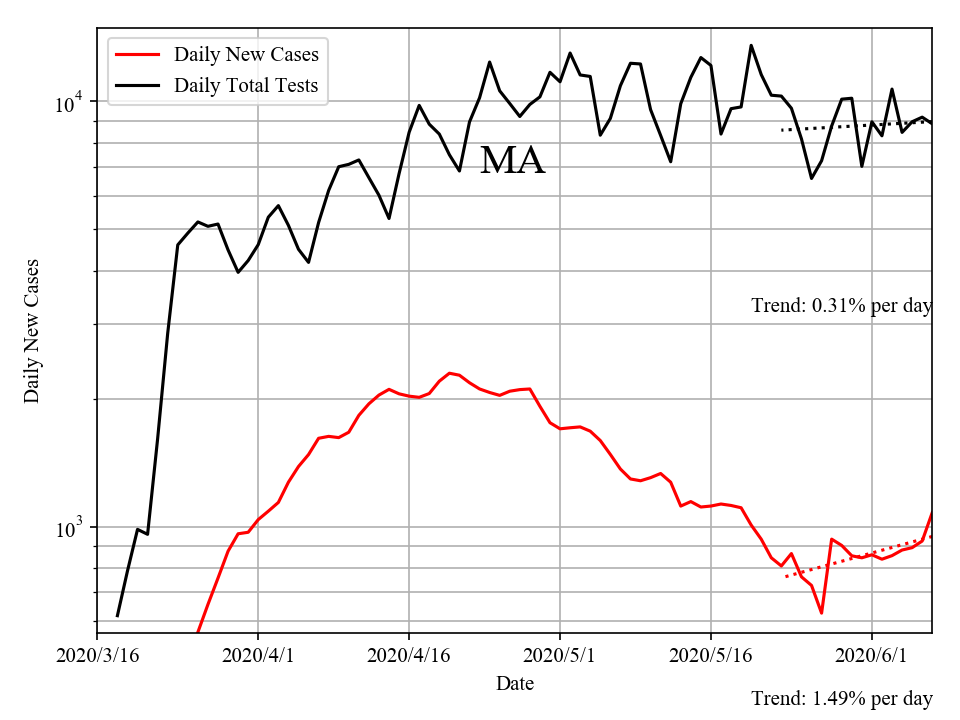 Daily New Cases
Daily Total Tests
10^4
MA
Daily New Cases
Trend: 0.31% per day
10^3
2020/3/16
2020/4/1
2020/4/16
2020/5/1
2020/5/16
2020/6/1
Date
Trend: 1.49% per day